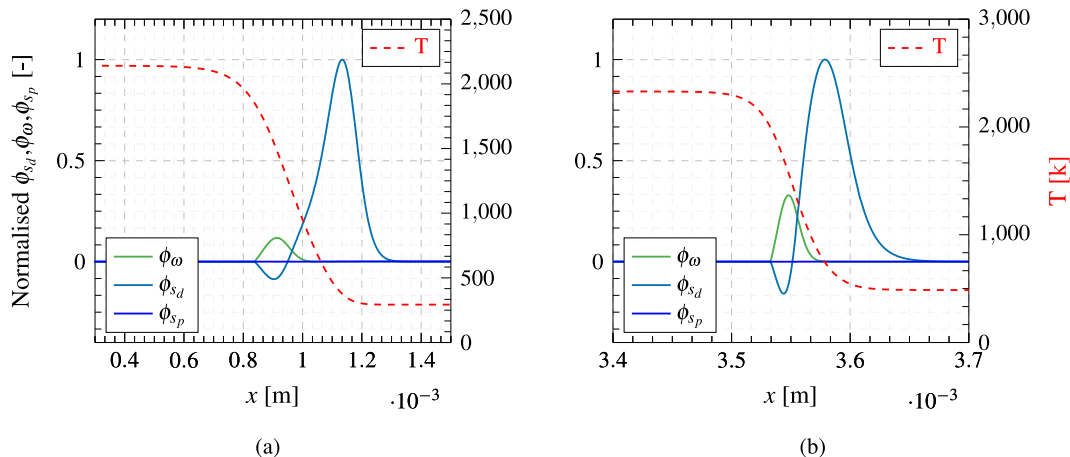 Normalised ϕ_{s_d},ϕ_ω,ϕ_{s_p} [-]
1
0.5
0
2,500
2,000
1,500
1,000
500
0
T
ϕ_ω
ϕ_{s_d}
ϕ_{s_p}
0.4 0.6 0.8 1 1.2 1.4
x [m]
·10^{-3}
(a)
1
0.5
0
3,000
2,000
1,000
0
T [k]
T
ϕ_ω
ϕ_{s_d}
ϕ_{s_p}
3.4 3.5 3.6 3.7
x [m]
·10^{-3}
(b)